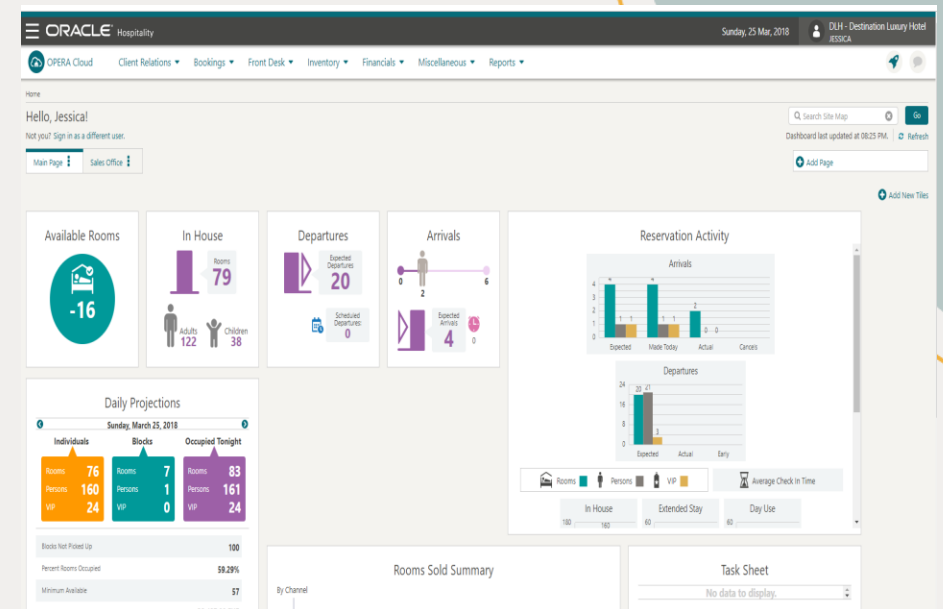 ORACLE Hospitality
Sunday, 25 Mar, 2018
DLH - Destination Luxury Hotel
JESSICA
OPERA Cloud Client Relations Bookings Front Desk Inventory Financials Miscellaneous Reports
Home
Hello, Jessica!
Not you? Sign in as a different user.
Search Site Map Go
Dashboard last updated at 08:25 PM. Refresh
Main Page Sales Office
Add Page
Add New Tiles
Available Rooms
-16
In House
Rooms
79
Adults
122
Children
38
Departures
Expected
Departures
20
Scheduled
Departures:
0
Arrivals
0 6
2
Expected
Arrivals
4
0
Reservation Activity
Arrivals
4
3
2
1
0
4 1 1 4 1 1 2 0 0
Expected Made Today Actual Cancels
Departures
24
16
8
0
20 21 3
Expected Actual Early
Rooms Persons VIP
Average Check In Time
In House Extended Stay Day Use
180 160 60 60
Daily Projections
Sunday, March 25, 2018
Individuals Blocks Occupied Tonight
Rooms 76 Rooms 7 Rooms 83
Persons 160 Persons 1 Persons 161
VIP 24 VIP 0 VIP 24
Blocks Not Picked Up 100
Percent Rooms Occupied 59.29%
Minimum Available 57
Rooms Sold Summary
By Channel
Task Sheet
No data to display.